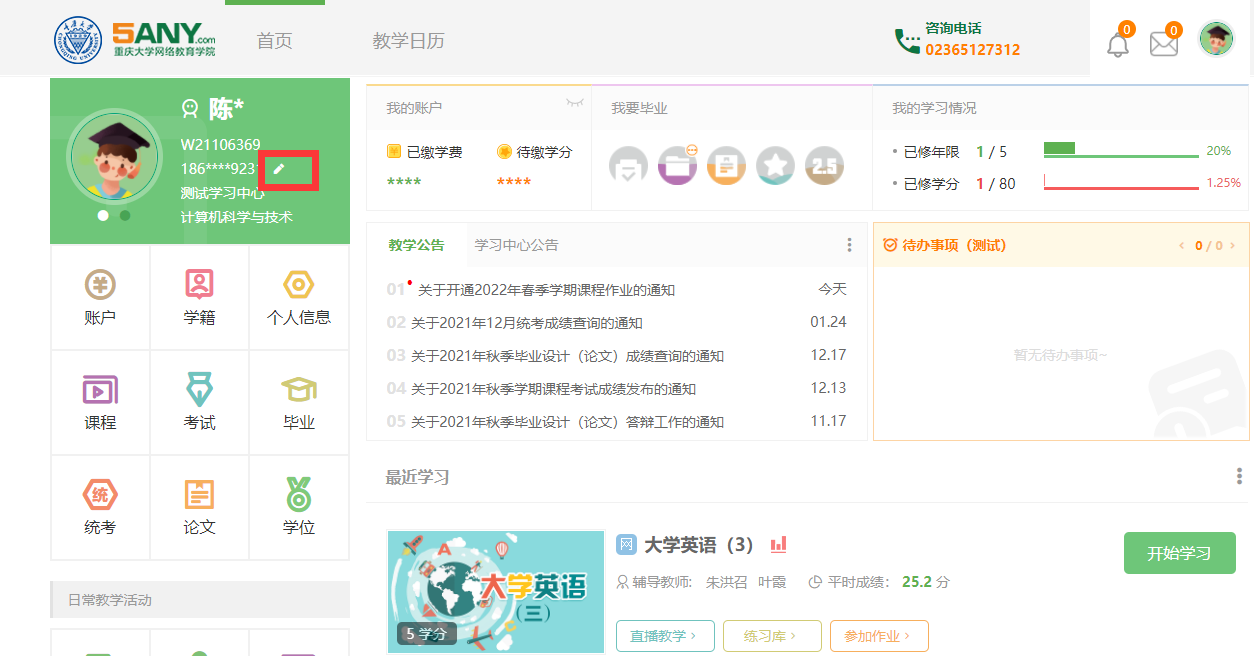 5ANY.com
重庆大学网络教育学院
首页
教学日历
咨询电话
02365127312
0
0
陈*
W21106369
186****923
测试学习中心
计算机科学与技术
账户
学籍
个人信息
课程
考试
毕业
统
统考
论文
学位
日常教学活动
我的账户
已缴学费
待缴学分
****
****
我要毕业
2.5
我的学习情况
已修年限 1 / 5 20%
已修学分 1 / 80 1.25%
教学公告 学习中心公告
01 关于开通2022年春季学期课程作业的通知 今天
02 关于2021年12月统考成绩查询的通知 01.24
03 关于2021年秋季毕业设计（论文）成绩查询的通知 12.17
04 关于2021年秋季学期课程考试成绩发布的通知 12.13
05 关于2021年秋季毕业设计（论文）答辩工作的通知 11.17
待办事项（测试） ‹ 0 / 0 ›
暂无待办事项~
最近学习
A
大学英语
(三)
5 学分
网 大学英语（3）
辅导教师: 朱洪召 叶霞 平时成绩: 25.2 分
直播教学 › 练习库 › 参加作业 ›
开始学习